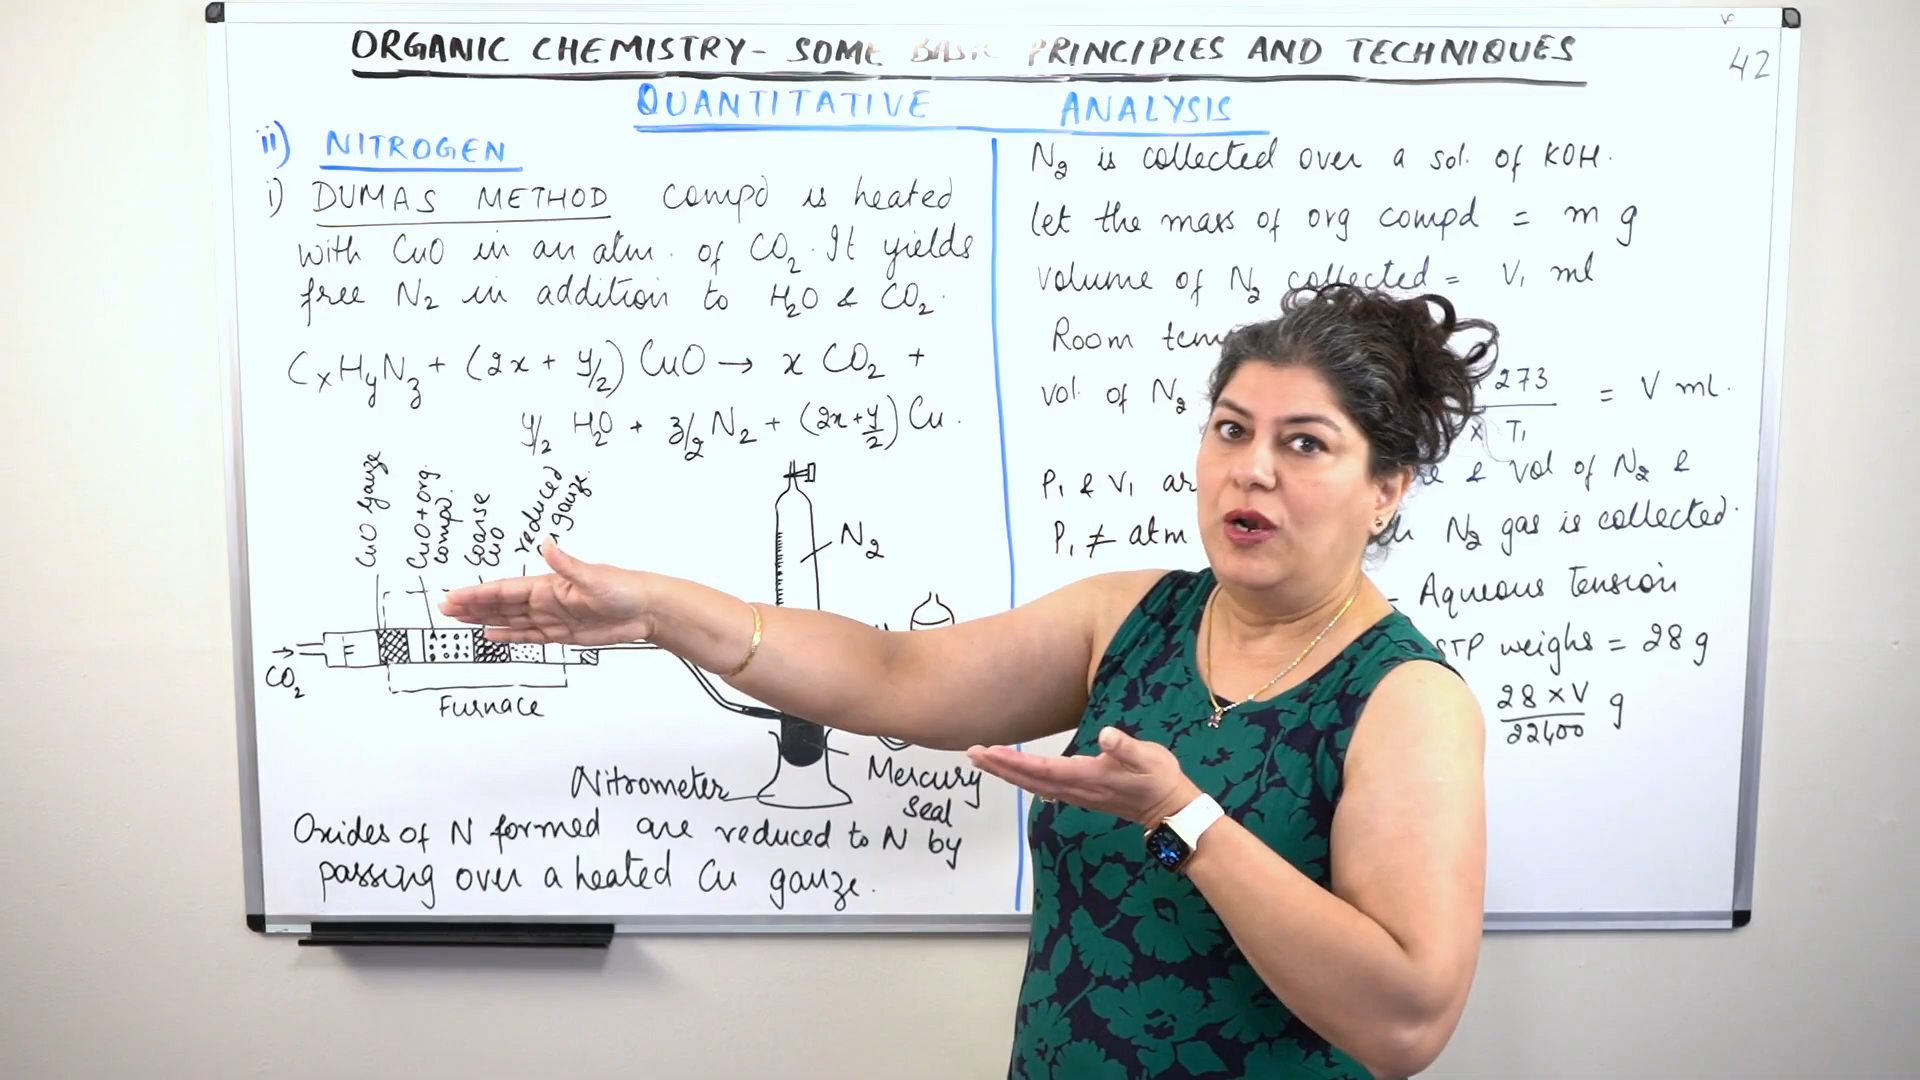 ORGANIC CHEMISTRY - SOME BASIC PRINCIPLES AND TECHNIQUES
42
QUANTITATIVE ANALYSIS
ii) NITROGEN
i) DUMAS METHOD compd is heated
with CuO in an atm. of CO2. It yields
free N2 in addition to H2O & CO2.
CxHyNz + (2x + y/2) CuO → x CO2 +
y/2 H2O + z/2 N2 + (2x+y/2) Cu.
CuO gauze
CuO + org. compd.
Coarse CuO
reduced gauze.
N2
CO2
Furnace
Nitrometer
Mercury seal
Oxides of N formed are reduced to N by
passing over a heated Cu gauze.
N2 is collected over a sol. of KOH.
let the mass of org compd = m g
volume of N2 collected = V1 ml
Room
vol. of N2 273 = V ml.
x T1
P1 & V1 & vol of N2 &
P1 ≠ atm N2 gas is collected.
- Aqueous tension
STP weighs = 28 g
28 x V / 22400 g